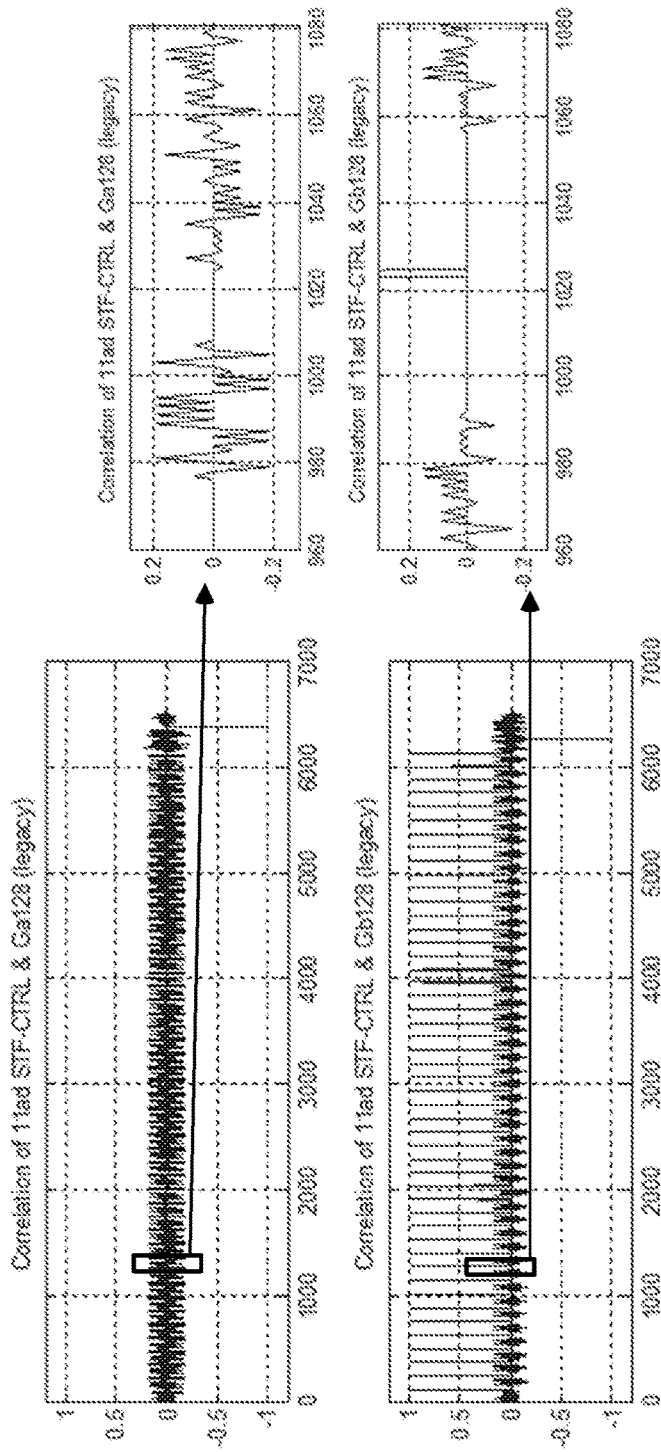 Correlation of 11ad STF-CTRL & Ga128 (legacy)
1
0.5
0
-0.5
-1
0 1000 2000 3000 4000 5000 6000 7000
Correlation of 11ad STF-CTRL & Ga128 (legacy)
0.2
0
-0.2
960 980 1000 1020 1040 1060 1080
Correlation of 11ad STF-CTRL & Gb128 (legacy)
1
0.5
0
-0.5
-1
0 1000 2000 3000 4000 5000 6000 7000
Correlation of 11ad STF-CTRL & Gb128 (legacy)
0.2
0
-0.2
960 980 1000 1020 1040 1060 1080